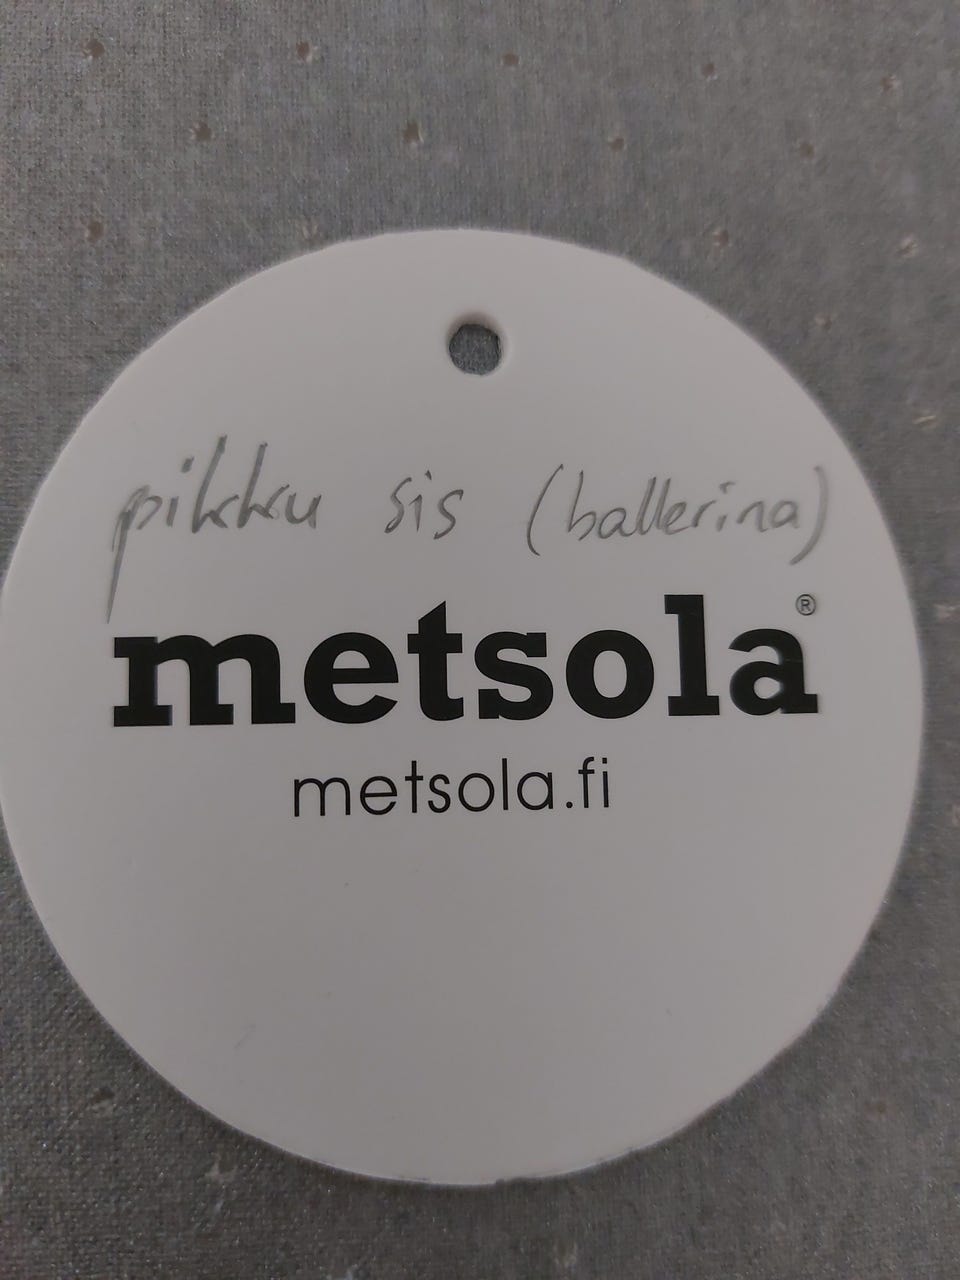 pikku sis (ballerina)
metsola®
metsola.fi